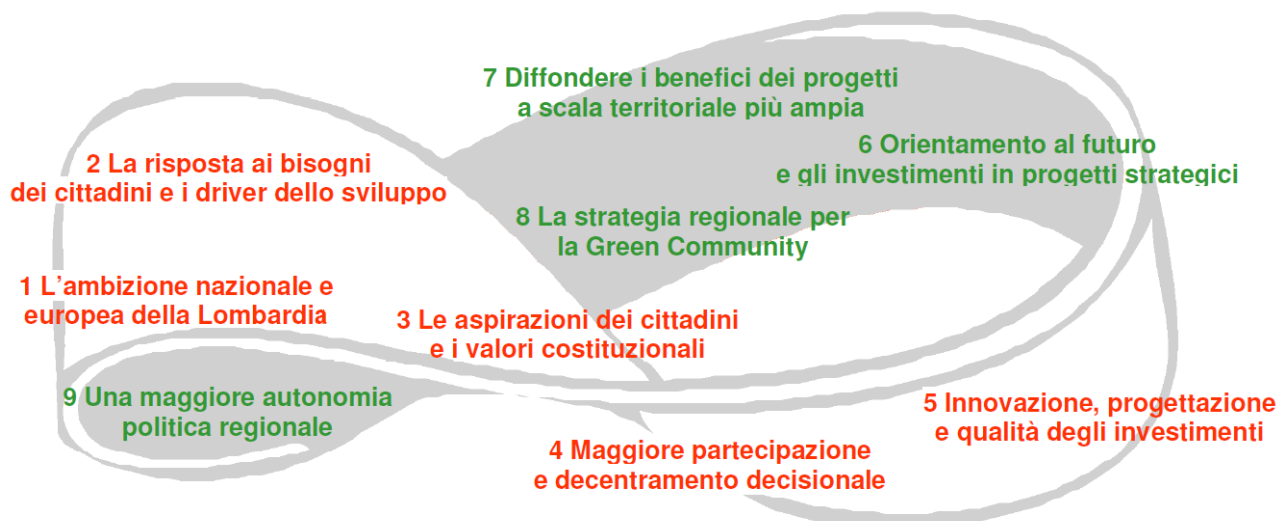 7 Diffondere i benefici dei progetti
a scala territoriale più ampia
6 Orientamento al futuro
e gli investimenti in progetti strategici
2 La risposta ai bisogni
dei cittadini e i driver dello sviluppo
8 La strategia regionale per
la Green Community
1 L'ambizione nazionale e
europea della Lombardia
3 Le aspirazioni dei cittadini
e i valori costituzionali
9 Una maggiore autonomia
politica regionale
5 Innovazione, progettazione
e qualità degli investimenti
4 Maggiore partecipazione
e decentramento decisionale